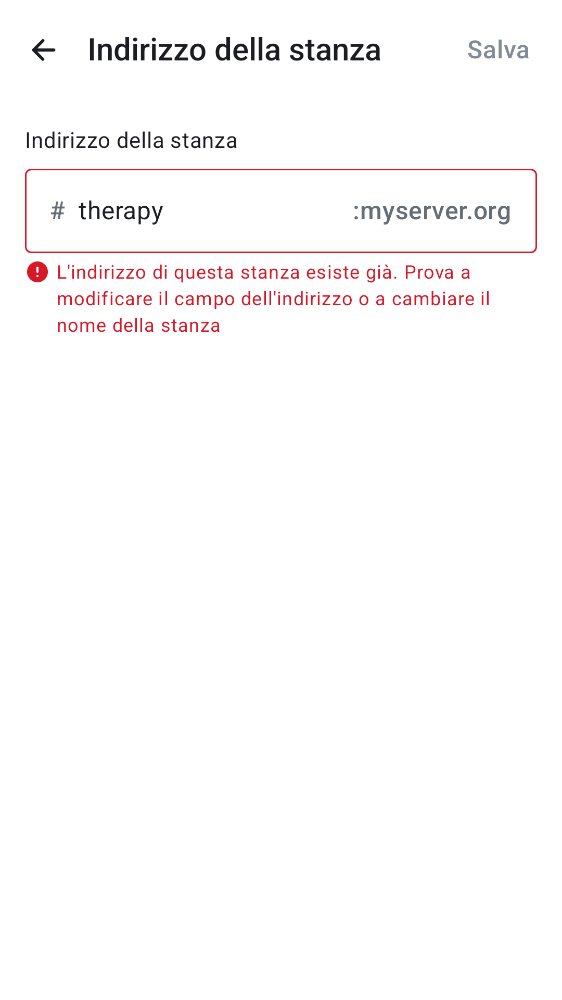 Indirizzo della stanza
Salva
Indirizzo della stanza
# therapy :myserver.org
L'indirizzo di questa stanza esiste già. Prova a
modificare il campo dell'indirizzo o a cambiare il
nome della stanza